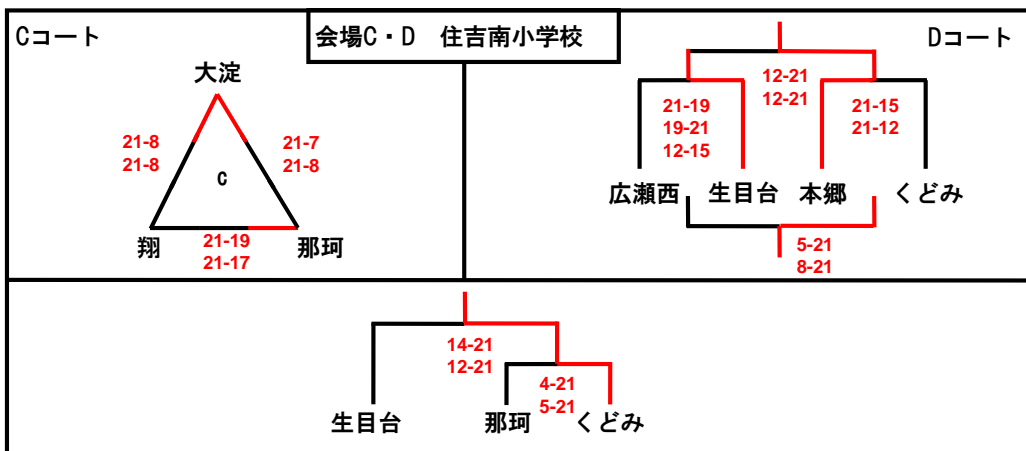 Cコート
会場C・D 住吉南小学校
Dコート
大淀
21-8
21-8
21-7
21-8
C
翔
21-19
21-17
那珂
12-21
12-21
21-19
19-21
12-15
21-15
21-12
広瀬西
生目台
本郷
くどみ
5-21
8-21
14-21
12-21
4-21
5-21
生目台
那珂
くどみ